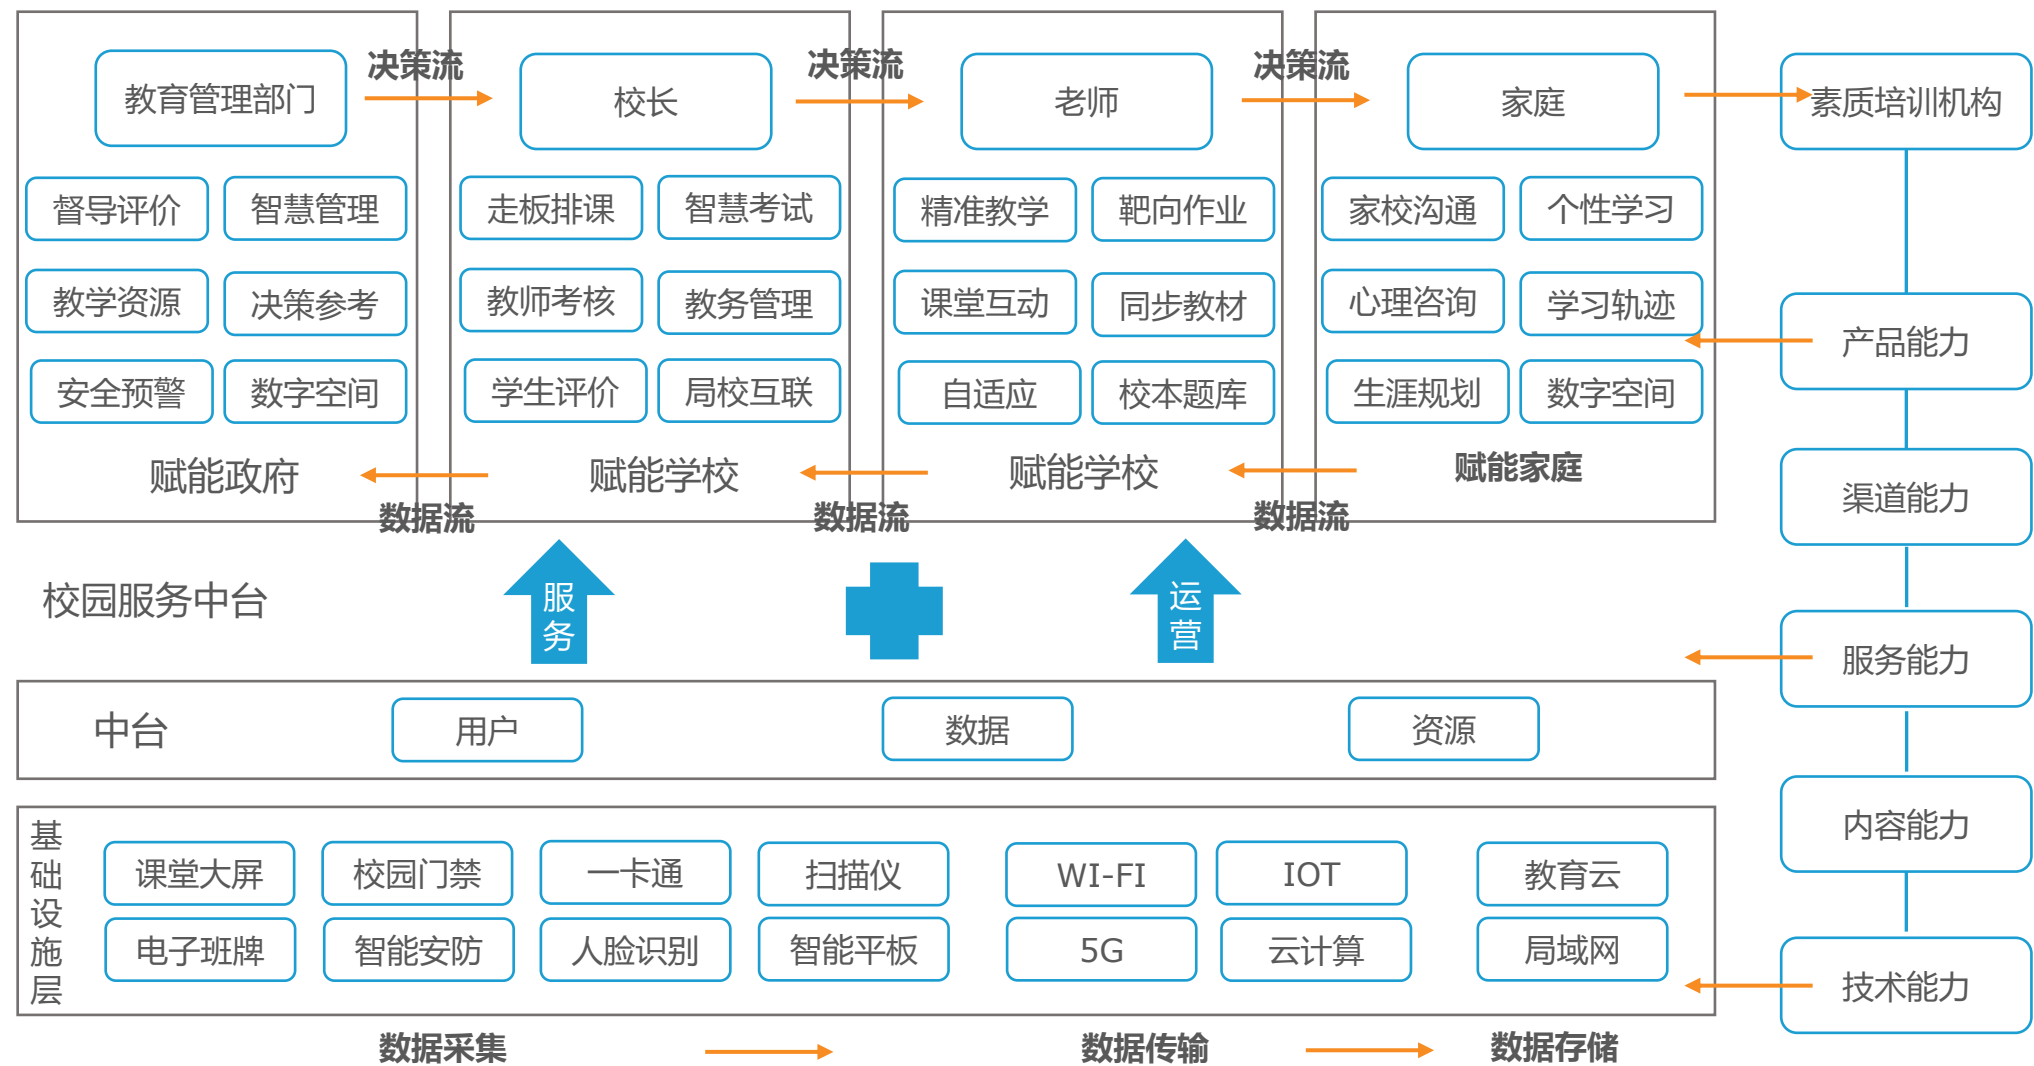 决策流
决策流
决策流
教育管理部门
校长
老师
家庭
素质培训机构
督导评价
智慧管理
走板排课
智慧考试
精准教学
靶向作业
家校沟通
个性学习
教学资源
决策参考
教师考核
教务管理
课堂互动
同步教材
心理咨询
学习轨迹
产品能力
安全预警
数字空间
学生评价
局校互联
自适应
校本题库
生涯规划
数字空间
赋能政府
赋能学校
赋能学校
赋能家庭
渠道能力
数据流
数据流
数据流
校园服务中台
服务
运营
服务能力
中台
用户
数据
资源
基础设施层
课堂大屏
校园门禁
一卡通
扫描仪
WI-FI
IOT
教育云
内容能力
电子班牌
智能安防
人脸识别
智能平板
5G
云计算
局域网
技术能力
数据采集
数据传输
数据存储